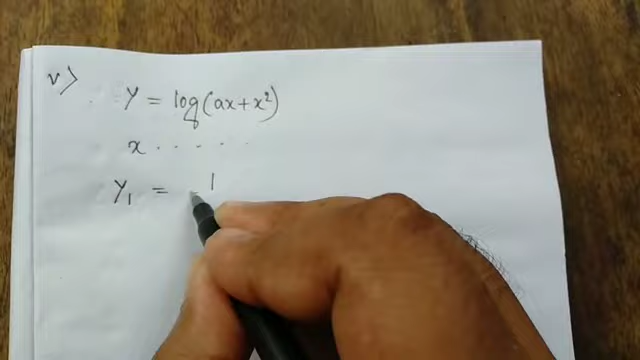 v>
y = log(ax+x²)
x . . . . .
y₁ = 1